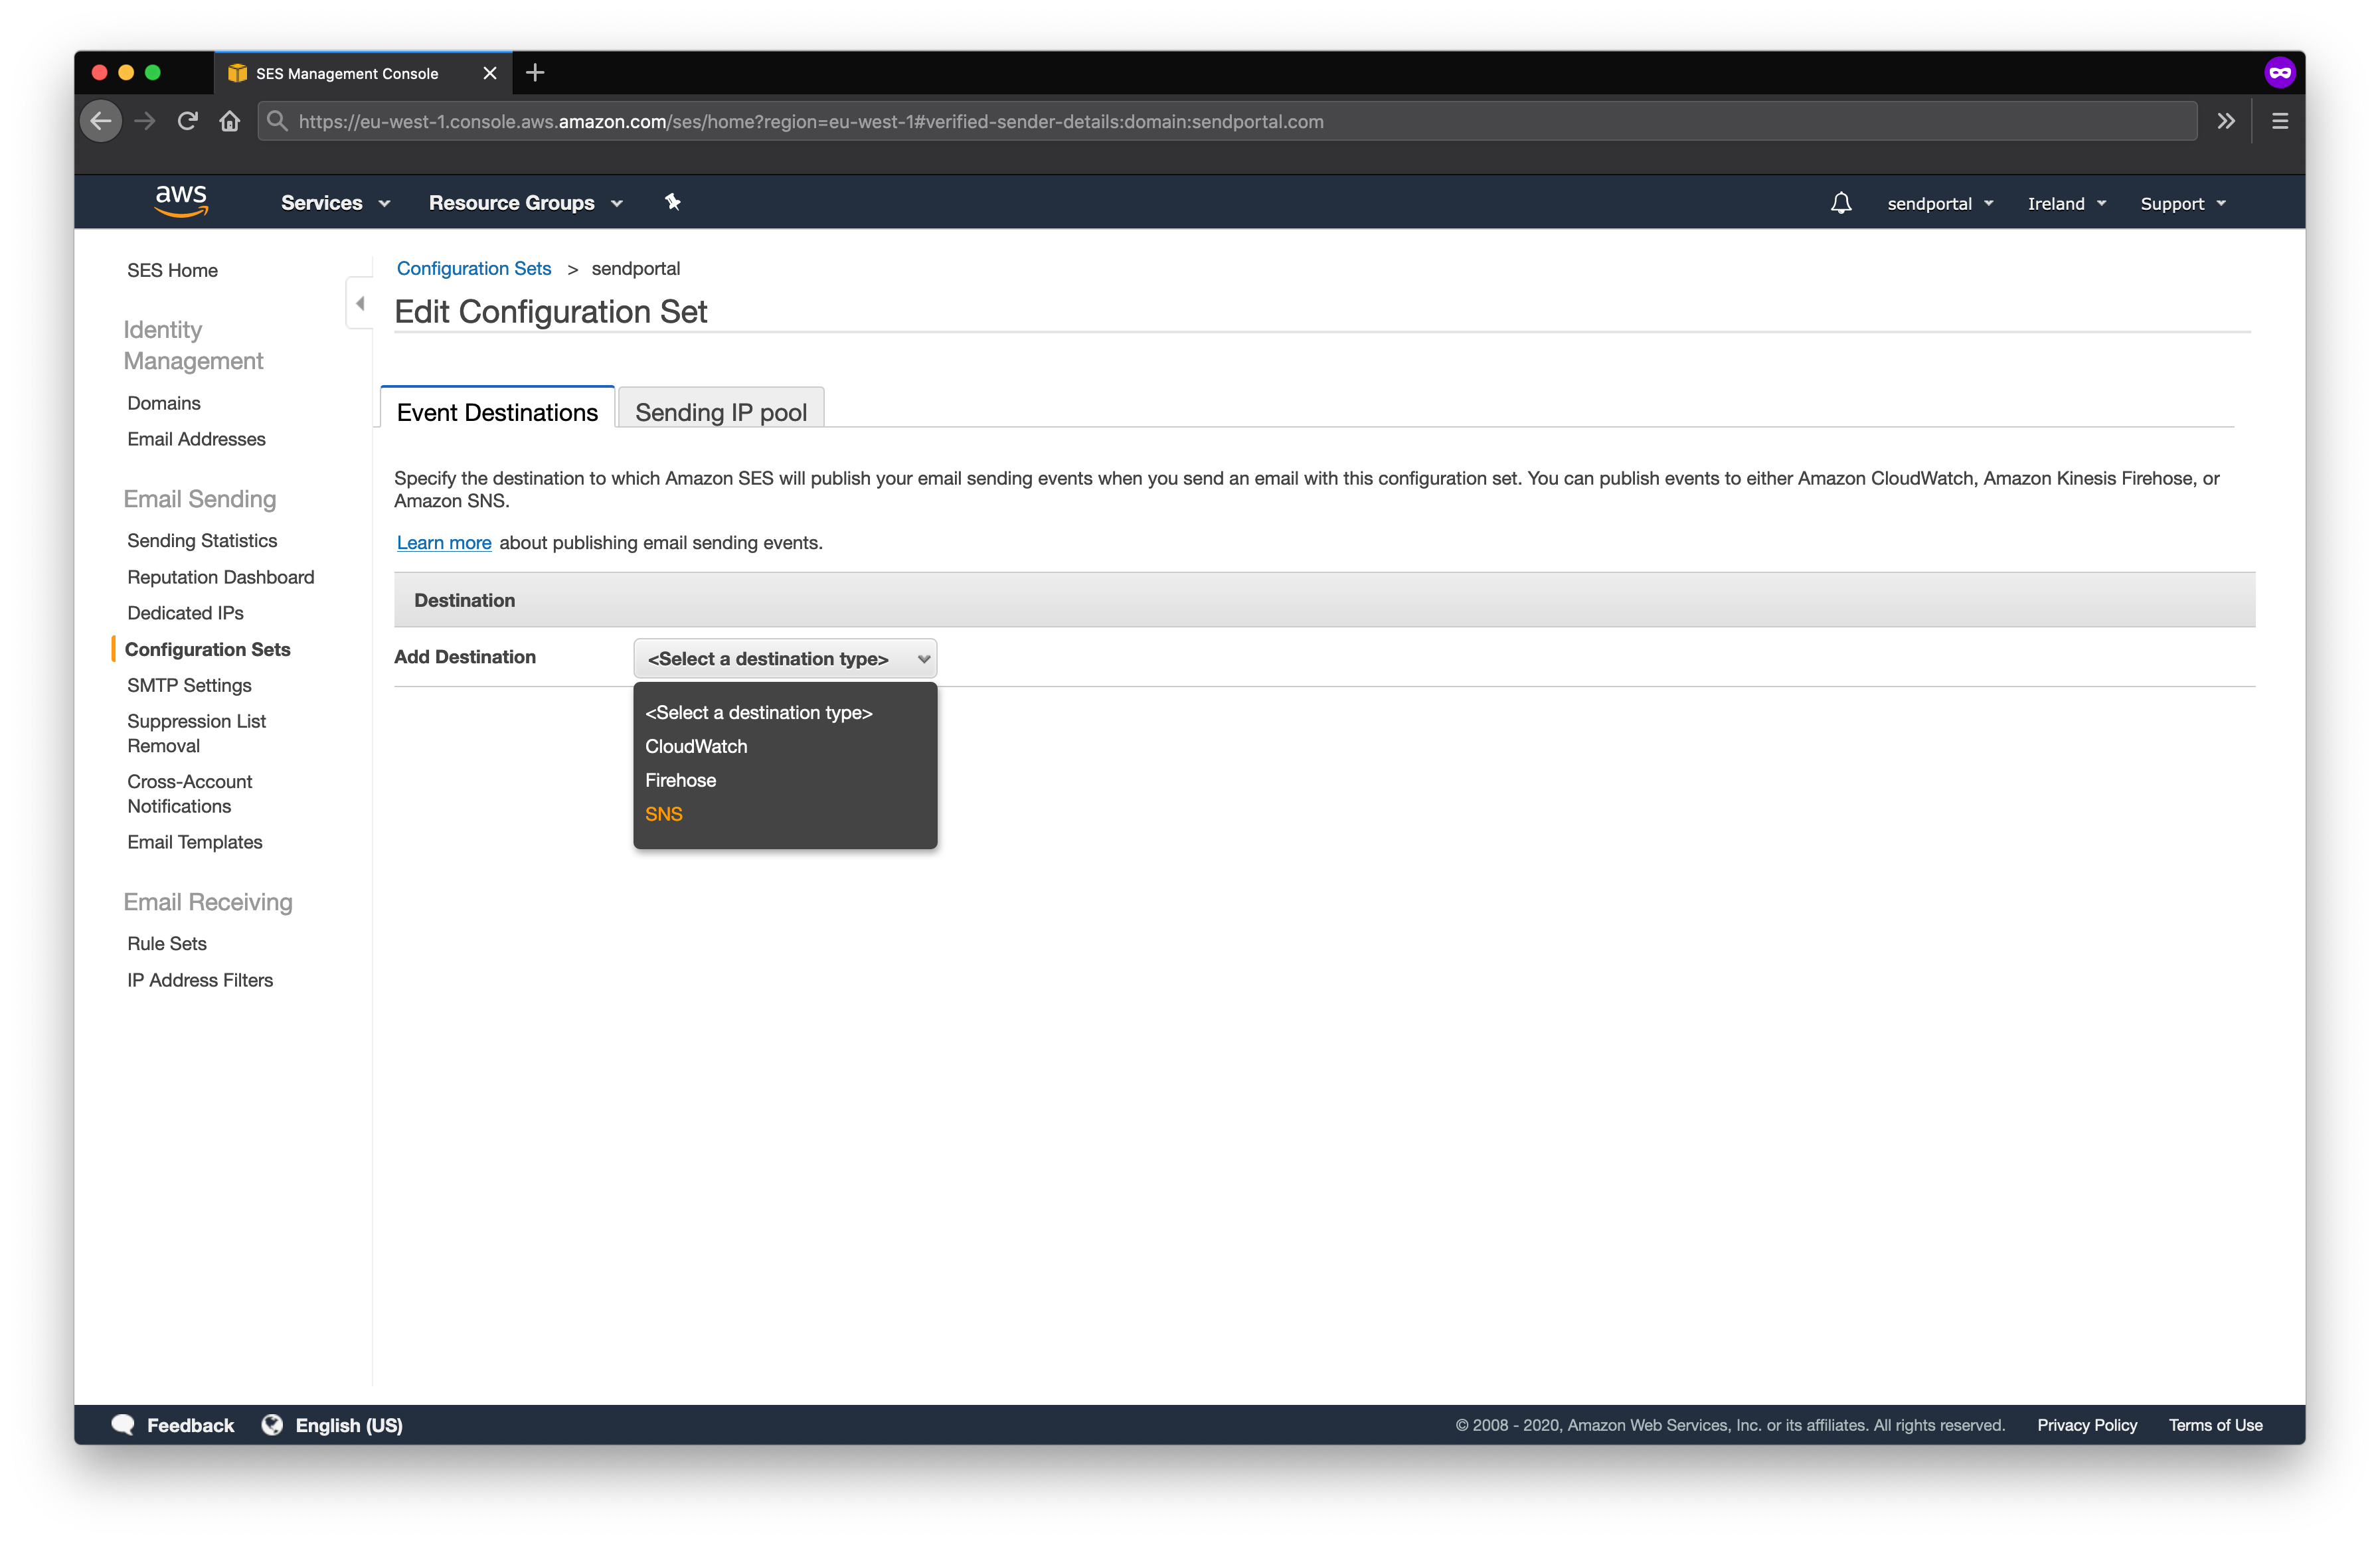 SES Management Console
https://eu-west-1.console.aws.amazon.com/ses/home?region=eu-west-1#verified-sender-details:domain:sendportal.com
aws
Services
Resource Groups
sendportal
Ireland
Support
SES Home
Identity
Management
Domains
Email Addresses
Email Sending
Sending Statistics
Reputation Dashboard
Dedicated IPs
Configuration Sets
SMTP Settings
Suppression List
Removal
Cross-Account
Notifications
Email Templates
Email Receiving
Rule Sets
IP Address Filters
Configuration Sets > sendportal
Edit Configuration Set
Event Destinations
Sending IP pool
Specify the destination to which Amazon SES will publish your email sending events when you send an email with this configuration set. You can publish events to either Amazon CloudWatch, Amazon Kinesis Firehose, or
Amazon SNS.
Learn more about publishing email sending events.
Destination
Add Destination
<Select a destination type>
<Select a destination type>
CloudWatch
Firehose
SNS
Feedback
English (US)
© 2008 - 2020, Amazon Web Services, Inc. or its affiliates. All rights reserved.
Privacy Policy
Terms of Use